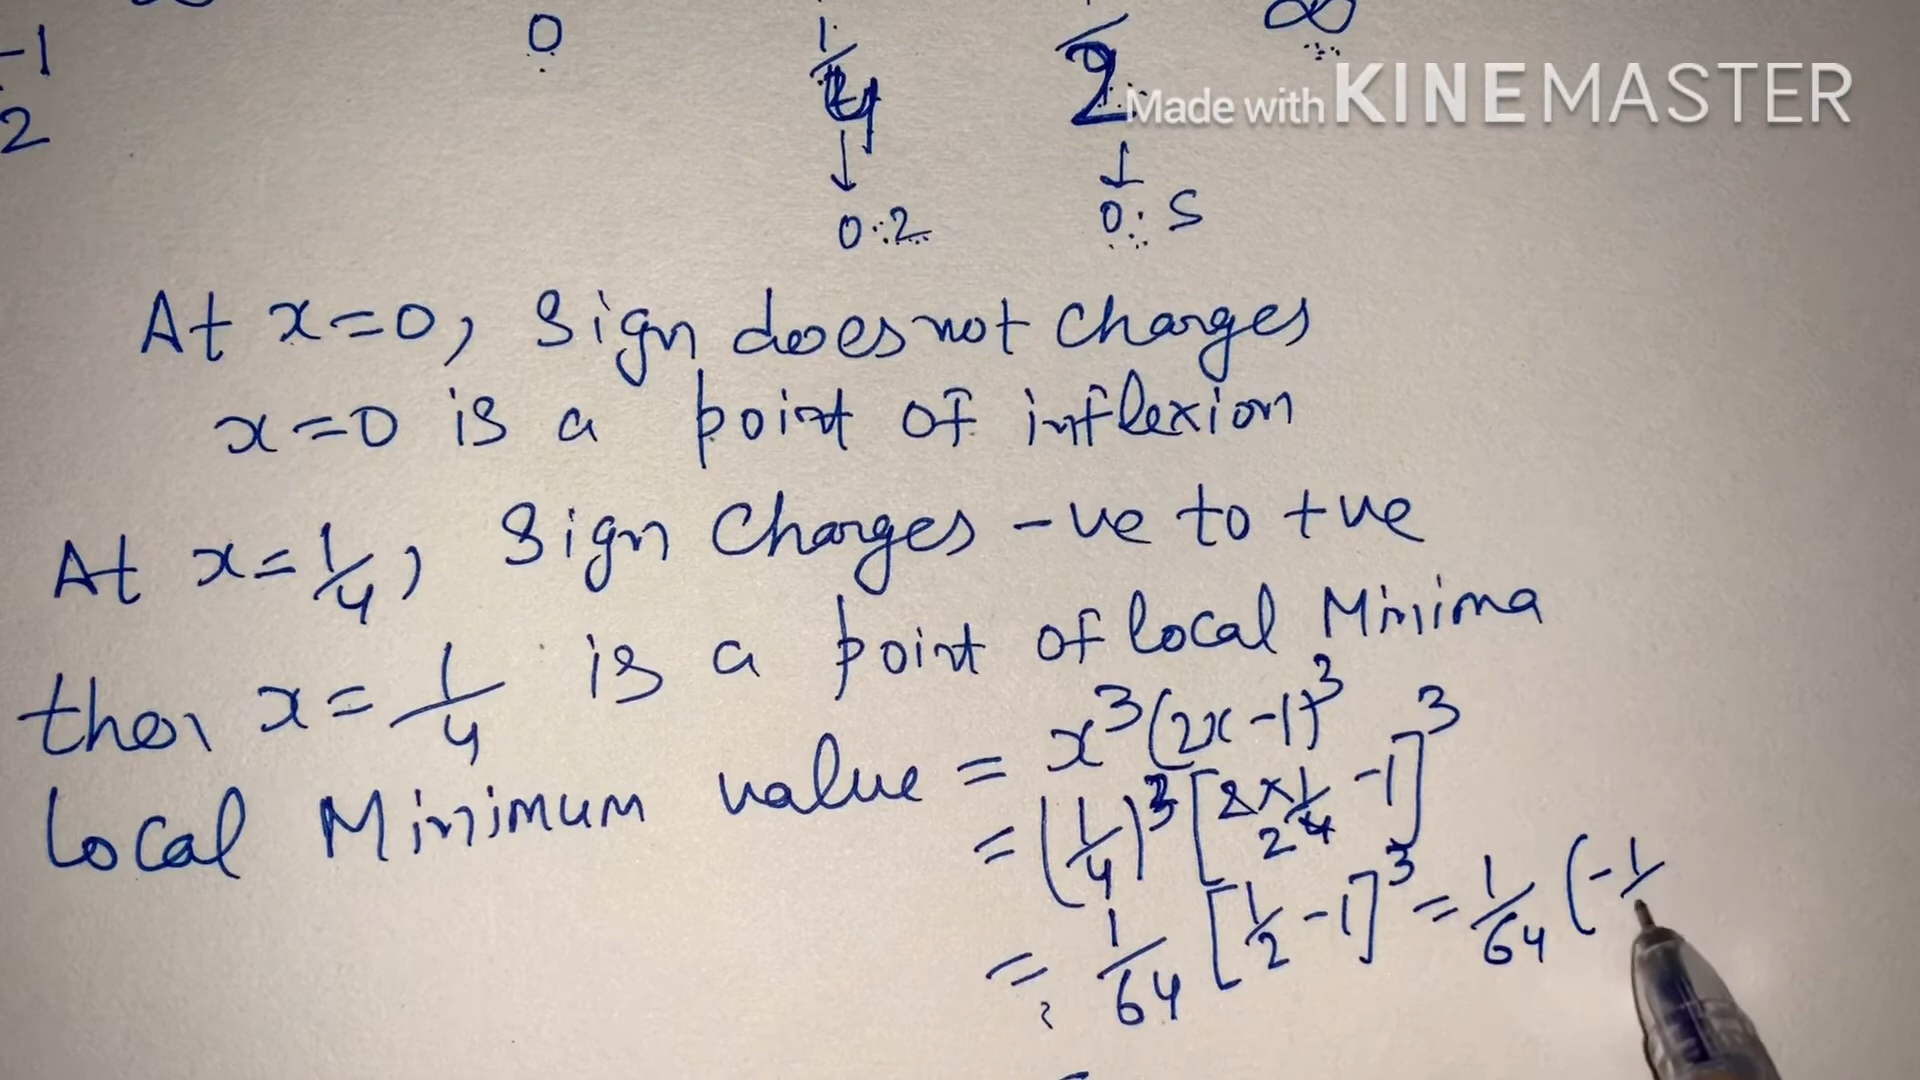 -1
2
0
1/4
2
∞
Made with KINEMASTER
0.2
0.5
At x=0, Sign does not Changes
x=0 is a point of inflexion
At x=1/4, Sign Changes -ve to +ve
then x=1/4 is a point of local Minima
Local Minimum value = x³(2x-1)³
= (1/4)³ [2×1/4 -1]³
2
= 1/64 [1/2 -1]³ = 1/64 (-1/